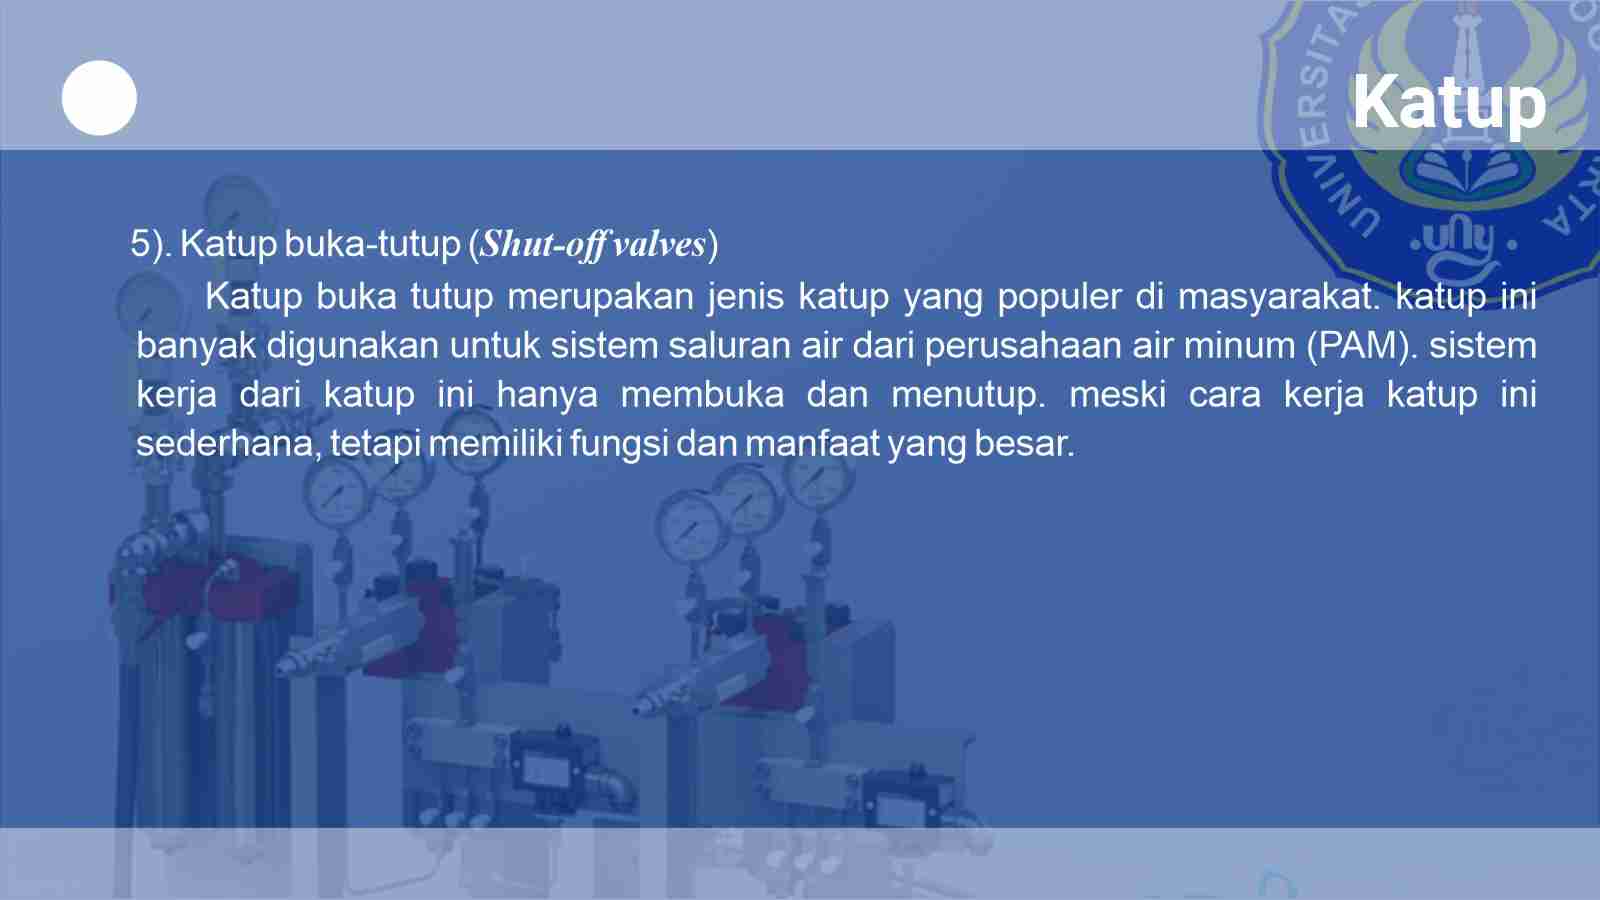 Katup
UNIVERSITAS
uny
5). Katup buka-tutup (Shut-off valves)
Katup buka tutup merupakan jenis katup yang populer di masyarakat. katup ini
banyak digunakan untuk sistem saluran air dari perusahaan air minum (PAM). sistem
kerja dari katup ini hanya membuka dan menutup. meski cara kerja katup ini
sederhana, tetapi memiliki fungsi dan manfaat yang besar.